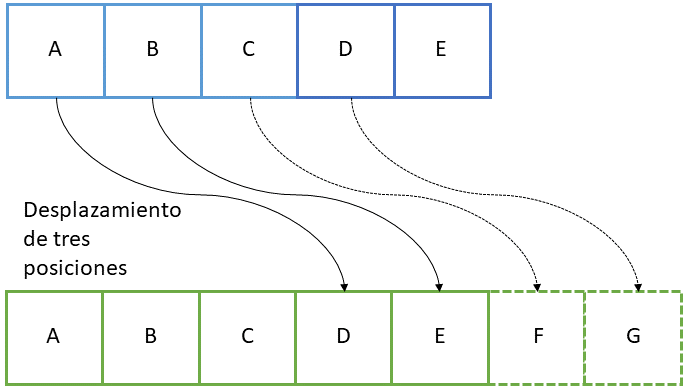 A B C D E
Desplazamiento
de tres
posiciones
A B C D E F G